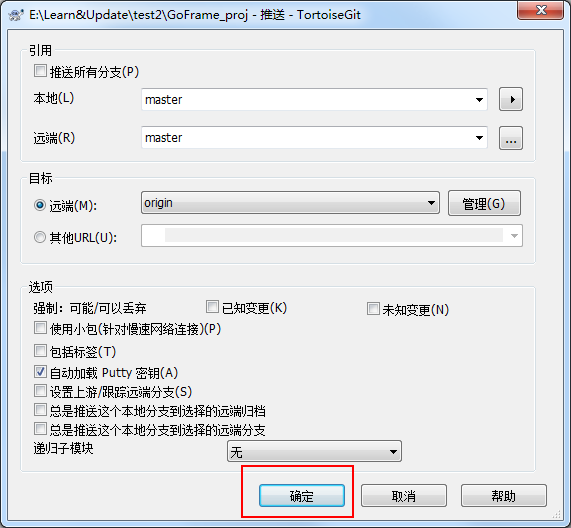 E:\Learn&Update\test2\GoFrame_proj - 推送 - TortoiseGit
引用
推送所有分支(P)
本地(L) master
远端(R) master ...
目标
远端(M): origin 管理(G)
其他URL(U):
选项
强制：可能/可以丢弃 已知变更(K) 未知变更(N)
使用小包(针对慢速网络连接)(P)
包括标签(T)
自动加载 Putty 密钥(A)
设置上游/跟踪远端分支(S)
总是推送这个本地分支到选择的远端归档
总是推送这个本地分支到选择的远端分支
递归子模块 无
确定 取消 帮助